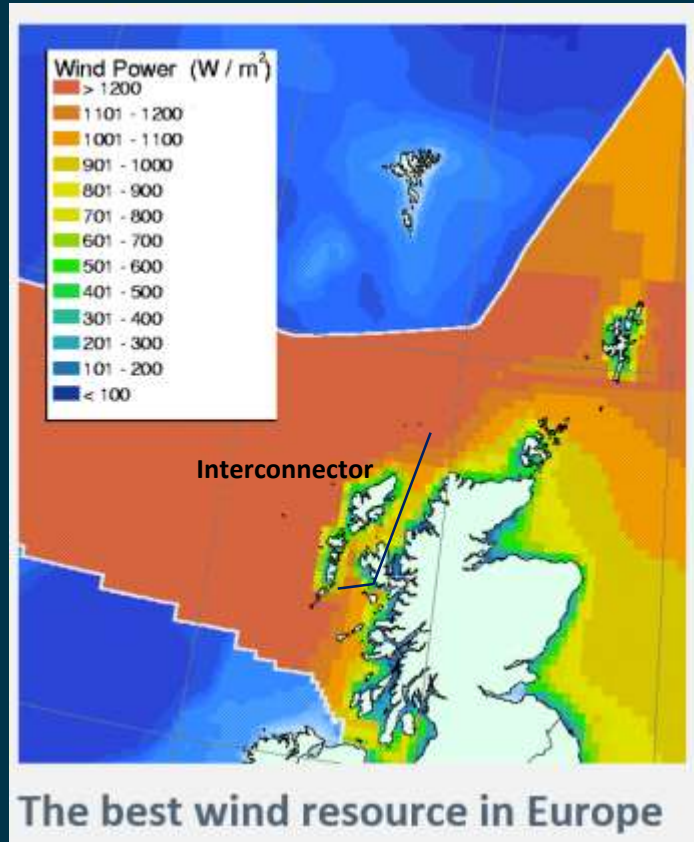 Wind Power (W / m²)
> 1200
1101 - 1200
1001 - 1100
901 - 1000
801 - 900
701 - 800
601 - 700
501 - 600
401 - 500
301 - 400
201 - 300
101 - 200
< 100
Interconnector
The best wind resource in Europe